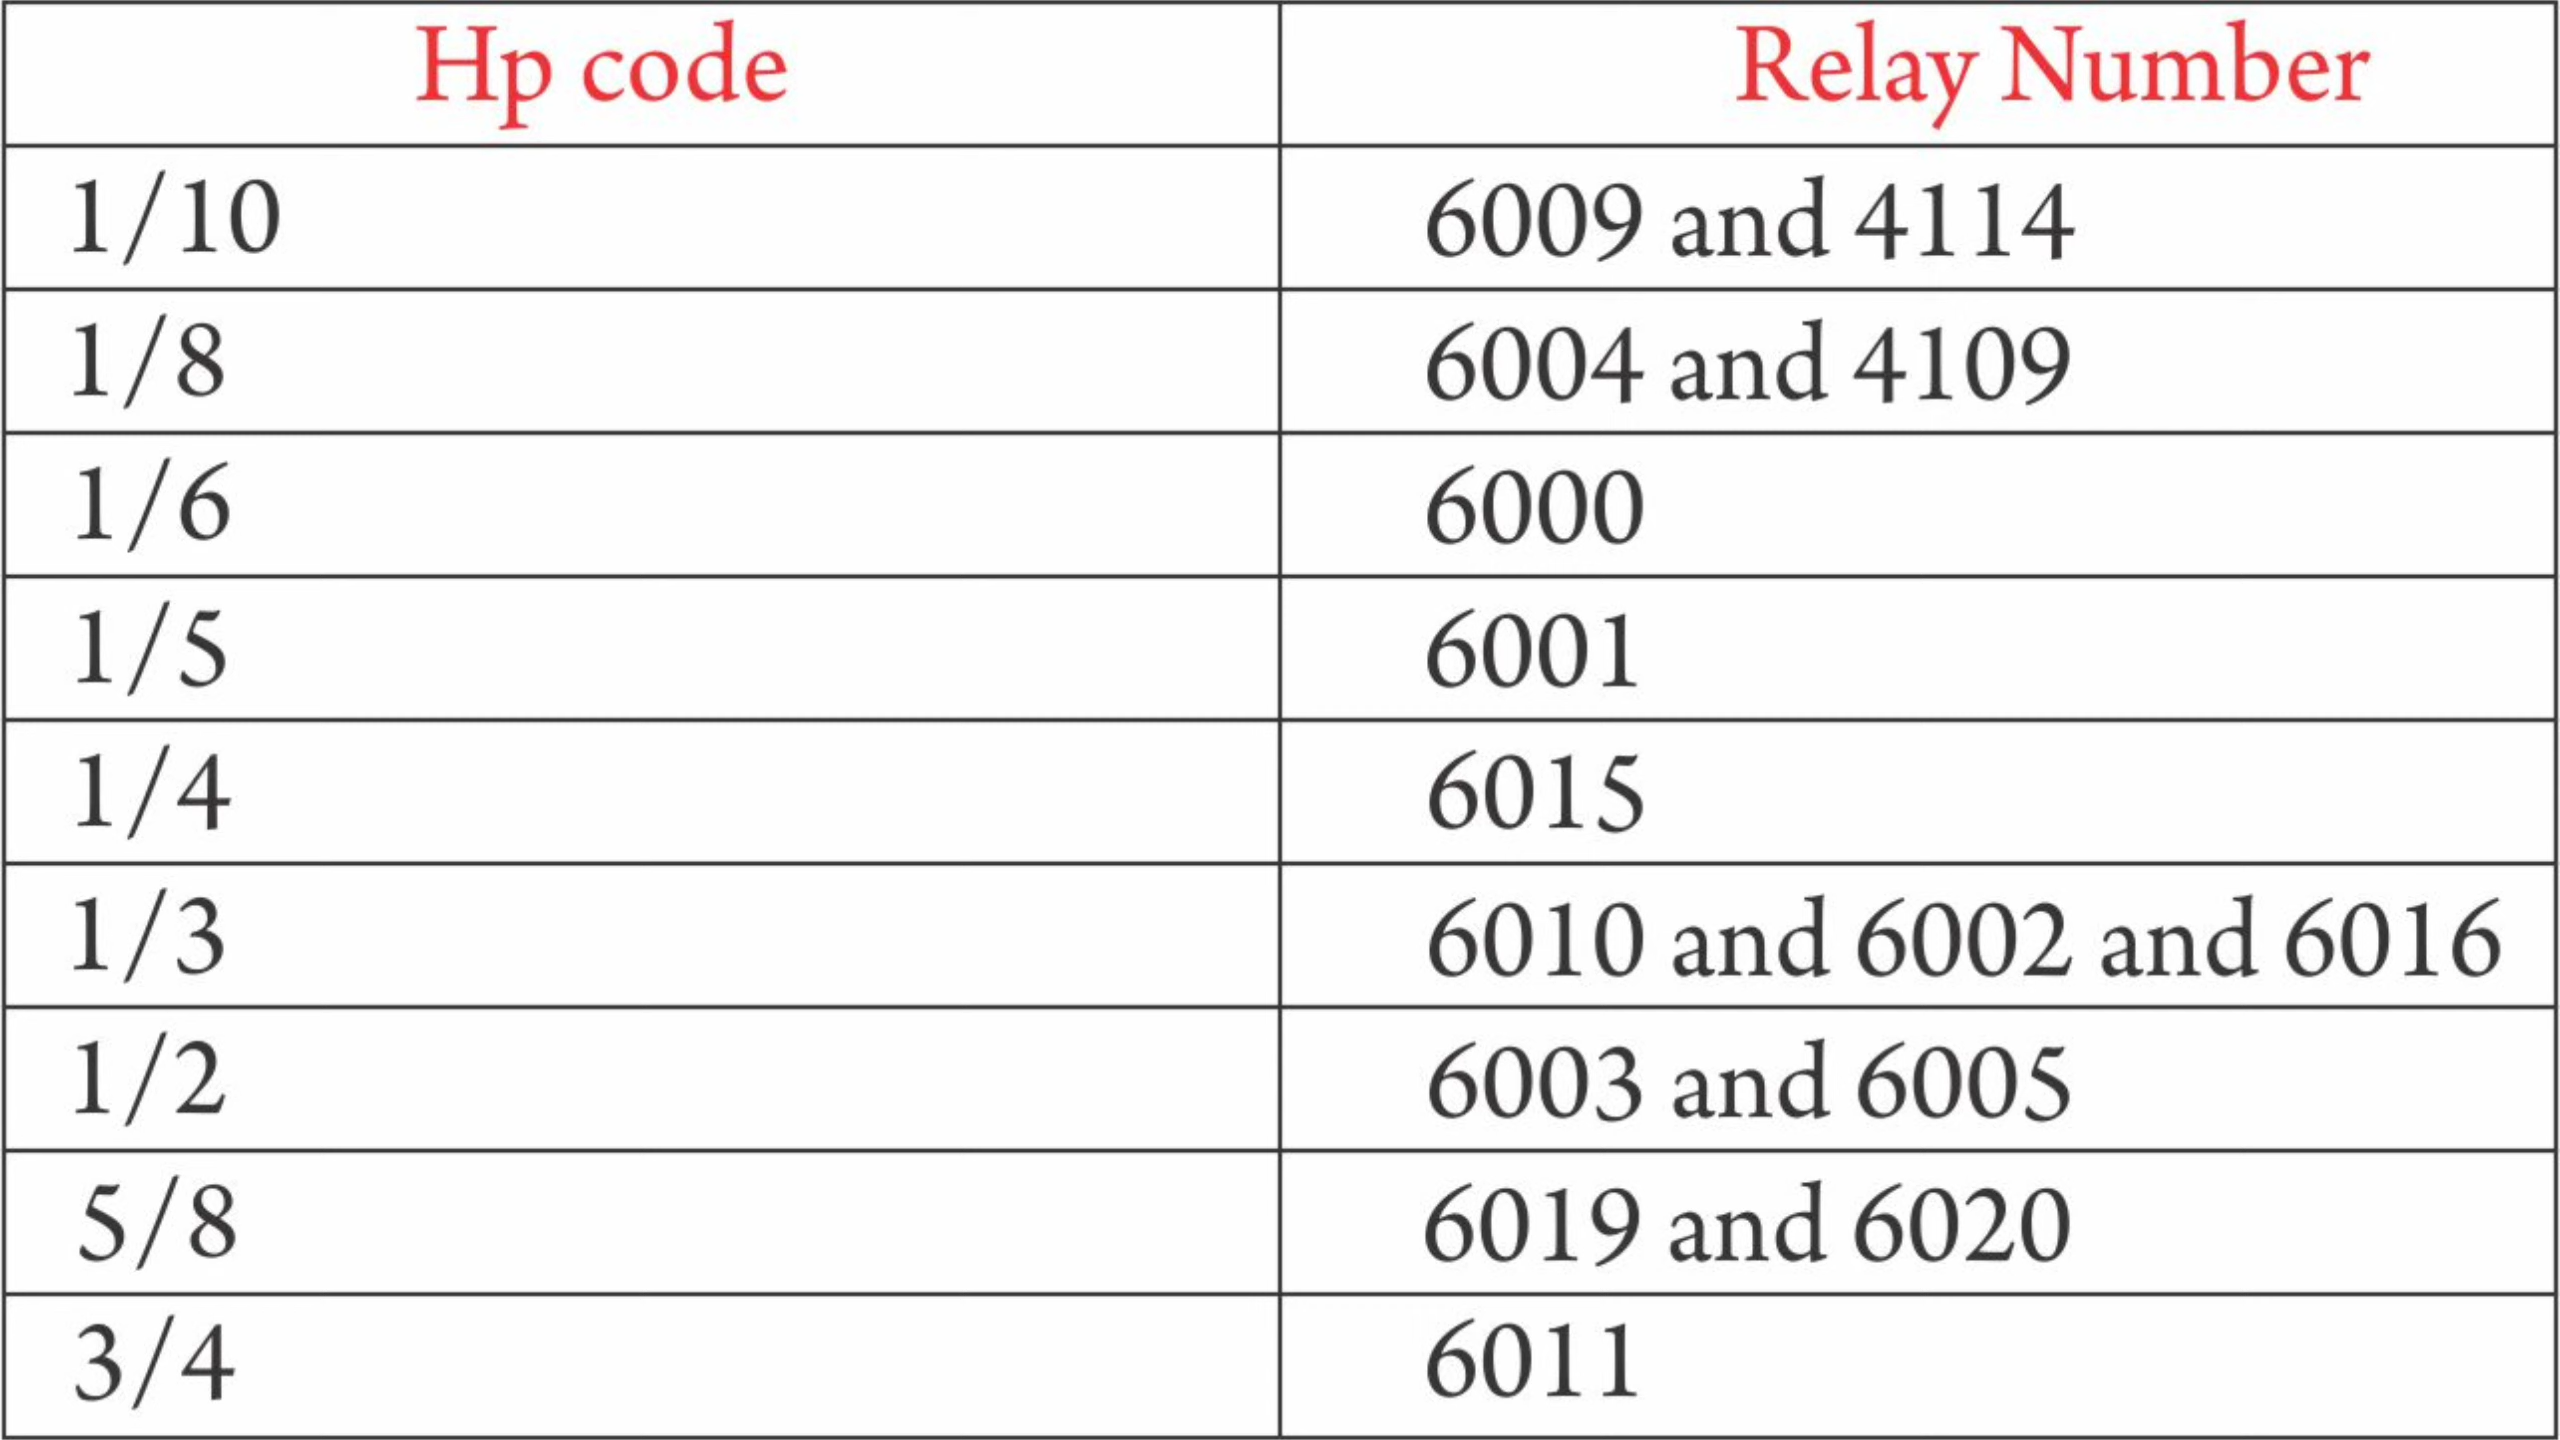 Hp code Relay Number
1/10 6009 and 4114
1/8 6004 and 4109
1/6 6000
1/5 6001
1/4 6015
1/3 6010 and 6002 and 6016
1/2 6003 and 6005
5/8 6019 and 6020
3/4 6011